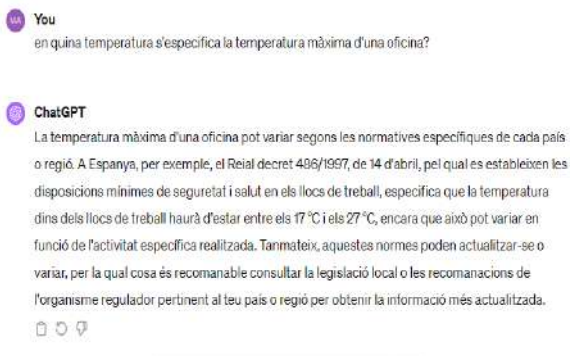 UA You
en quina temperatura s'especifica la temperatura màxima d'una oficina?
ChatGPT
La temperatura màxima d'una oficina pot variar segons les normatives específiques de cada país
o regió. A Espanya, per exemple, el Reial decret 486/1997, de 14 d'abril, pel qual es estableixen les
disposicions mínimes de seguretat i salut en els llocs de treball, especifica que la temperatura
dins dels llocs de treball haurà d'estar entre els 17 °C i els 27 °C, encara que això pot variar en
funció de l'activitat específica realitzada. Tanmateix, aquestes normes poden actualitzar-se o
variar, per la qual cosa és recomanable consultar la legislació local o les recomanacions de
l'organisme regulador pertinent al teu país o regió per obtenir la informació més actualitzada.